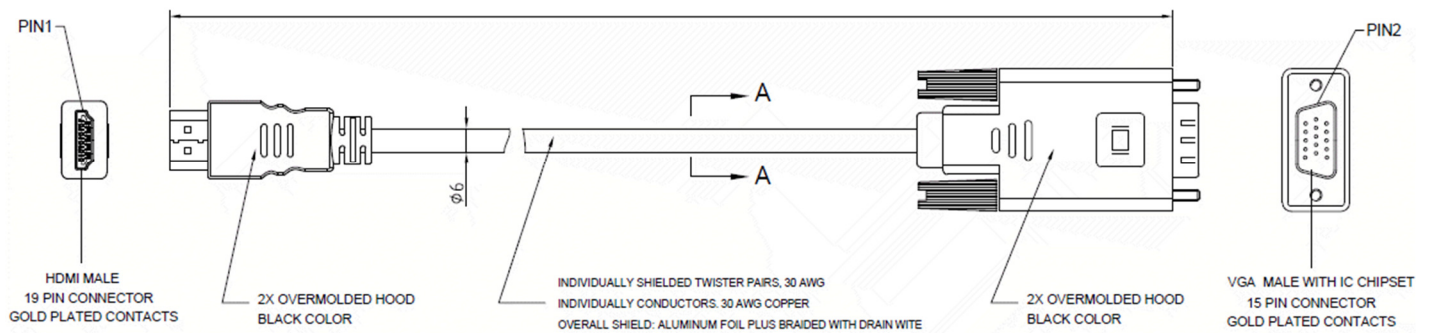 PIN1
PIN2
A
A
⌀6
HDMI MALE
19 PIN CONNECTOR
GOLD PLATED CONTACTS
2X OVERMOLDED HOOD
BLACK COLOR
INDIVIDUALLY SHIELDED TWISTER PAIRS, 30 AWG
INDIVIDUALLY CONDUCTORS. 30 AWG COPPER
OVERALL SHIELD: ALUMINUM FOIL PLUS BRAIDED WITH DRAIN WITE
2X OVERMOLDED HOOD
BLACK COLOR
VGA MALE WITH IC CHIPSET
15 PIN CONNECTOR
GOLD PLATED CONTACTS